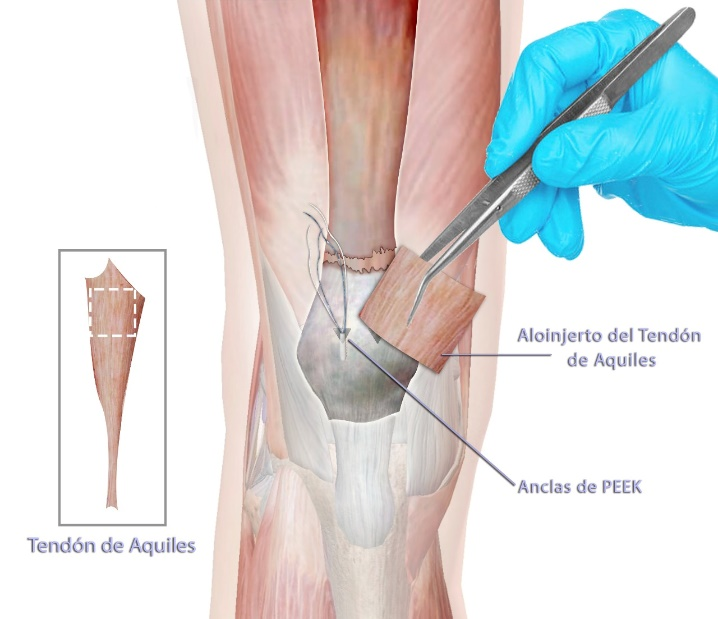 Aloinjerto del Tendón
de Aquiles
Anclas de PEEK
Tendón de Aquiles